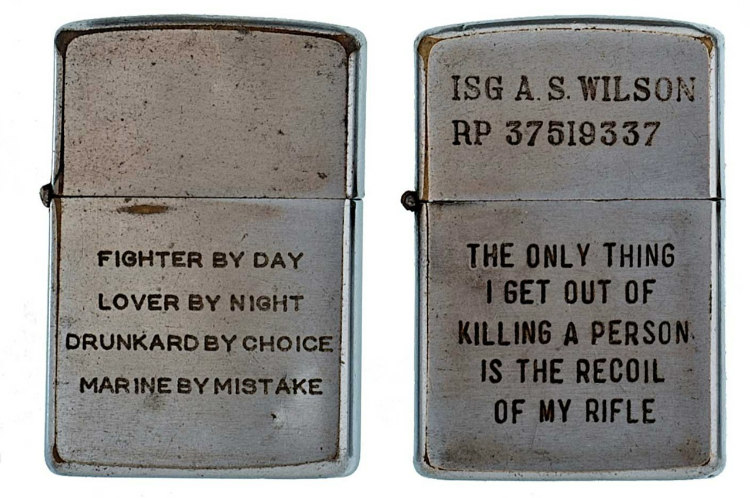 FIGHTER BY DAY
LOVER BY NIGHT
DRUNKARD BY CHOICE
MARINE BY MISTAKE
ISG A. S. WILSON
RP 37519337
THE ONLY THING
I GET OUT OF
KILLING A PERSON
IS THE RECOIL
OF MY RIFLE